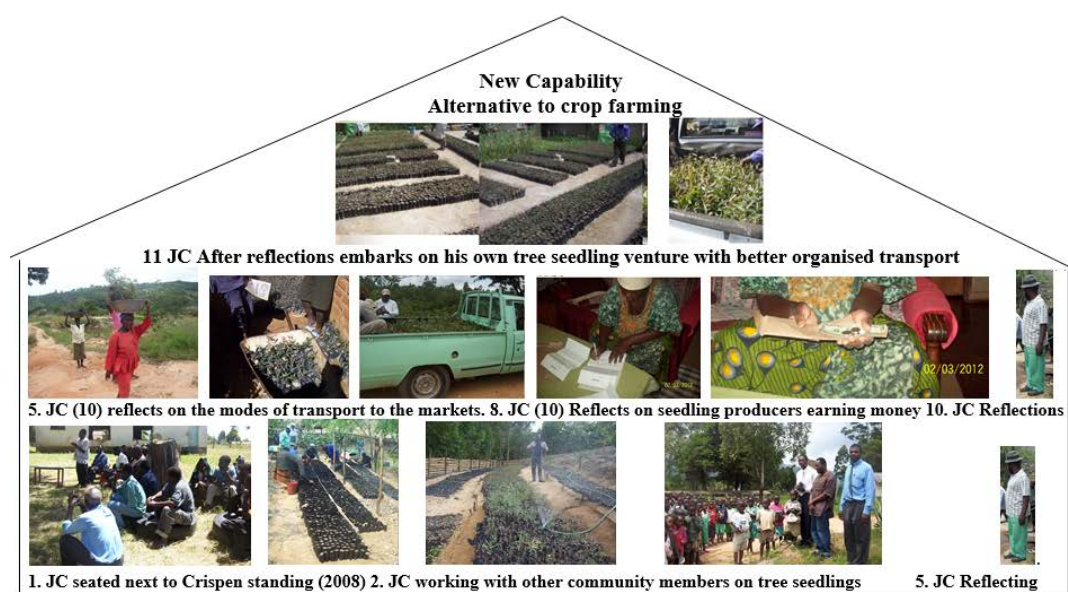 New Capability
Alternative to crop farming
11 JC After reflections embarks on his own tree seedling venture with better organised transport
02/03/2012
5. JC (10) reflects on the modes of transport to the markets. 8. JC (10) Reflects on seedling producers earning money 10. JC Reflections
1. JC seated next to Crispen standing (2008) 2. JC working with other community members on tree seedlings 5. JC Reflecting